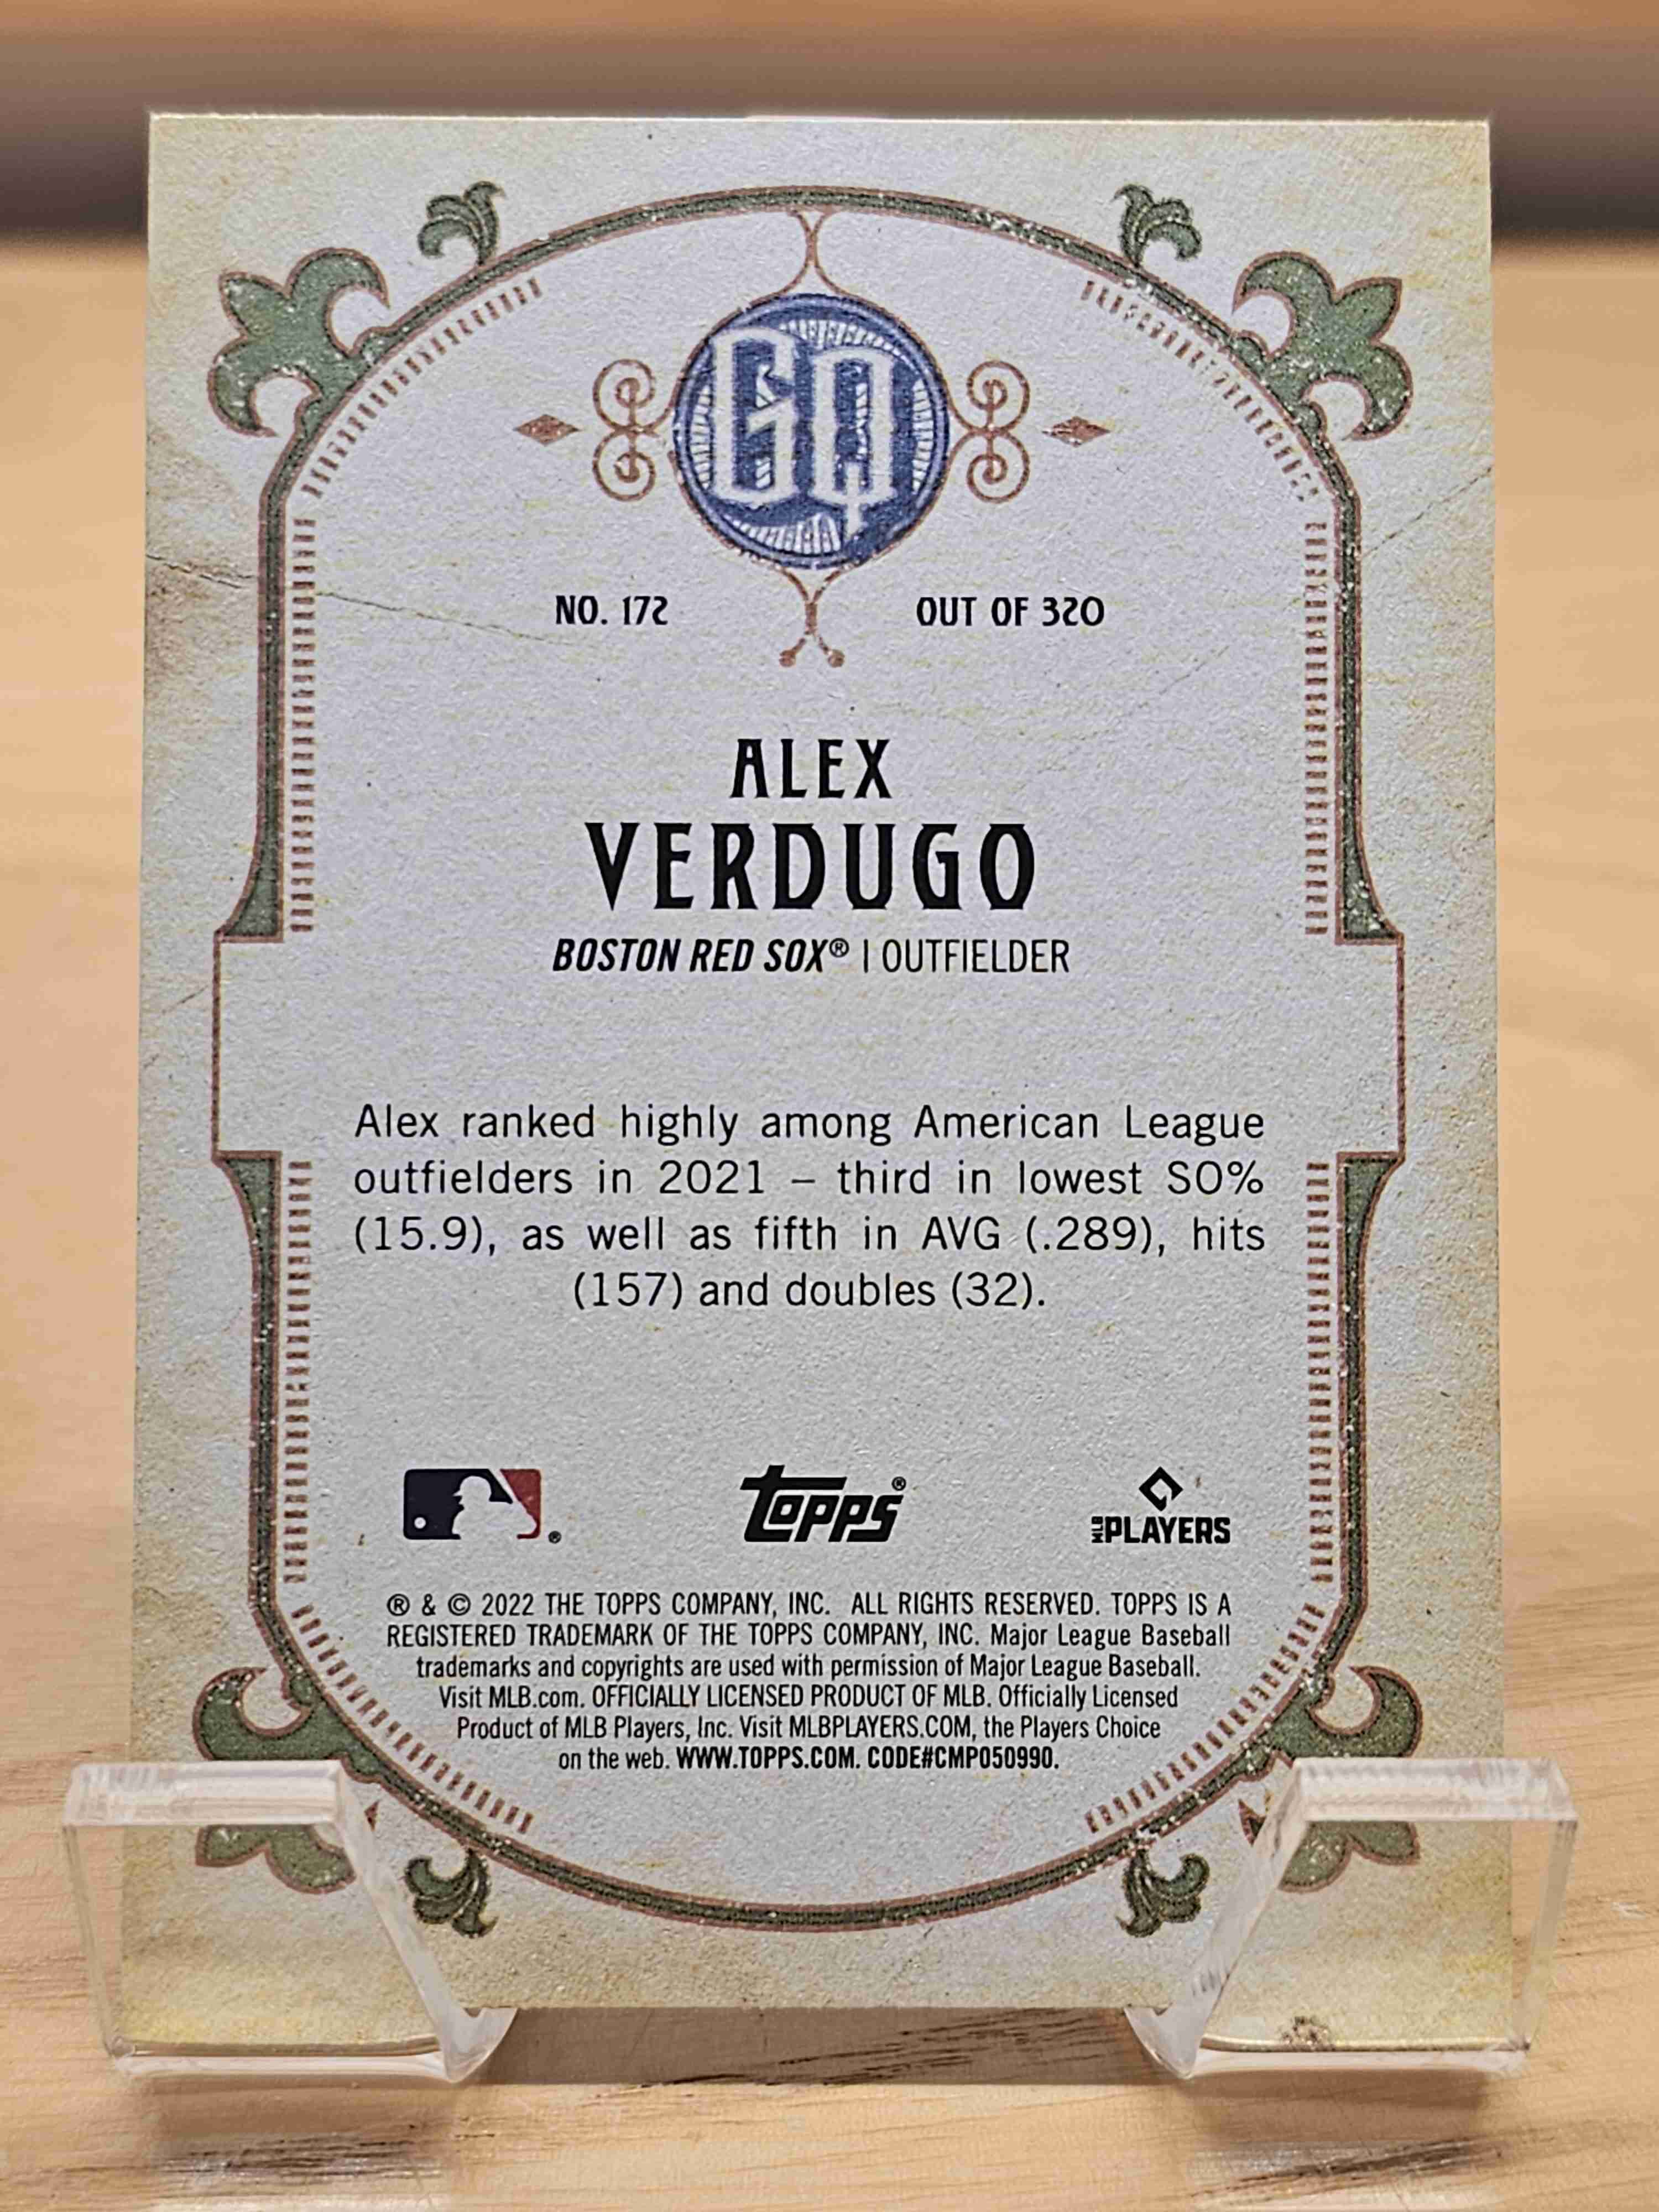 GQ
NO. 172 OUT OF 320
ALEX
VERDUGO
BOSTON RED SOX® | OUTFIELDER
Alex ranked highly among American League
outfielders in 2021 – third in lowest SO%
(15.9), as well as fifth in AVG (.289), hits
(157) and doubles (32).
® topps® MLB PLAYERS
® & © 2022 THE TOPPS COMPANY, INC. ALL RIGHTS RESERVED. TOPPS IS A
REGISTERED TRADEMARK OF THE TOPPS COMPANY, INC. Major League Baseball
trademarks and copyrights are used with permission of Major League Baseball.
Visit MLB.com. OFFICIALLY LICENSED PRODUCT OF MLB. Officially Licensed
Product of MLB Players, Inc. Visit MLBPLAYERS.COM, the Players Choice
on the web. WWW.TOPPS.COM. CODE#CMP050990.